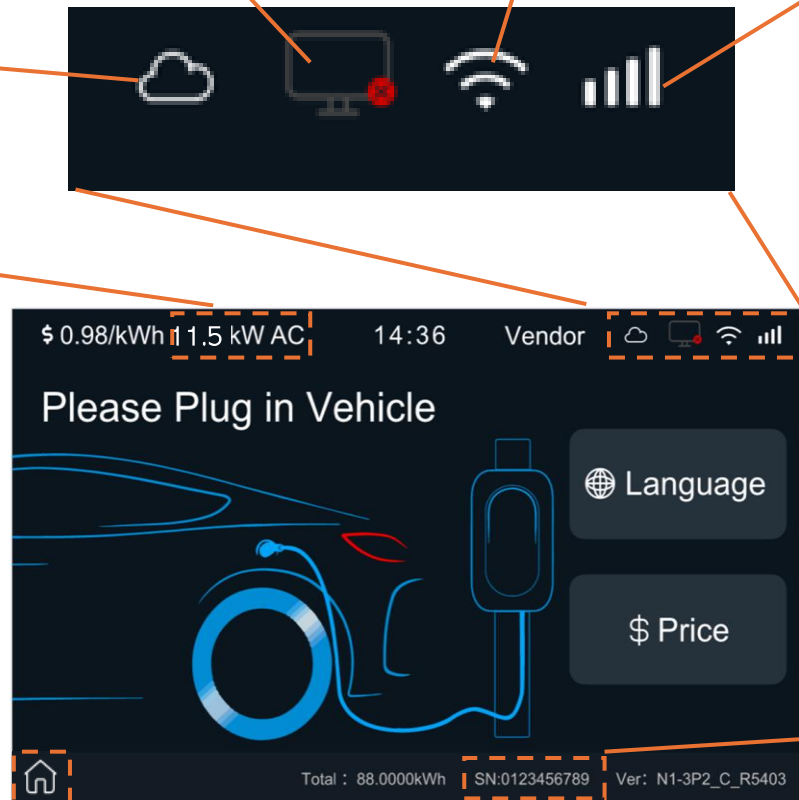 $ 0.98/kWh 11.5 kW AC 14:36 Vendor
Please Plug in Vehicle
Language
$ Price
Total : 88.0000kWh SN:0123456789 Ver: N1-3P2_C_R5403